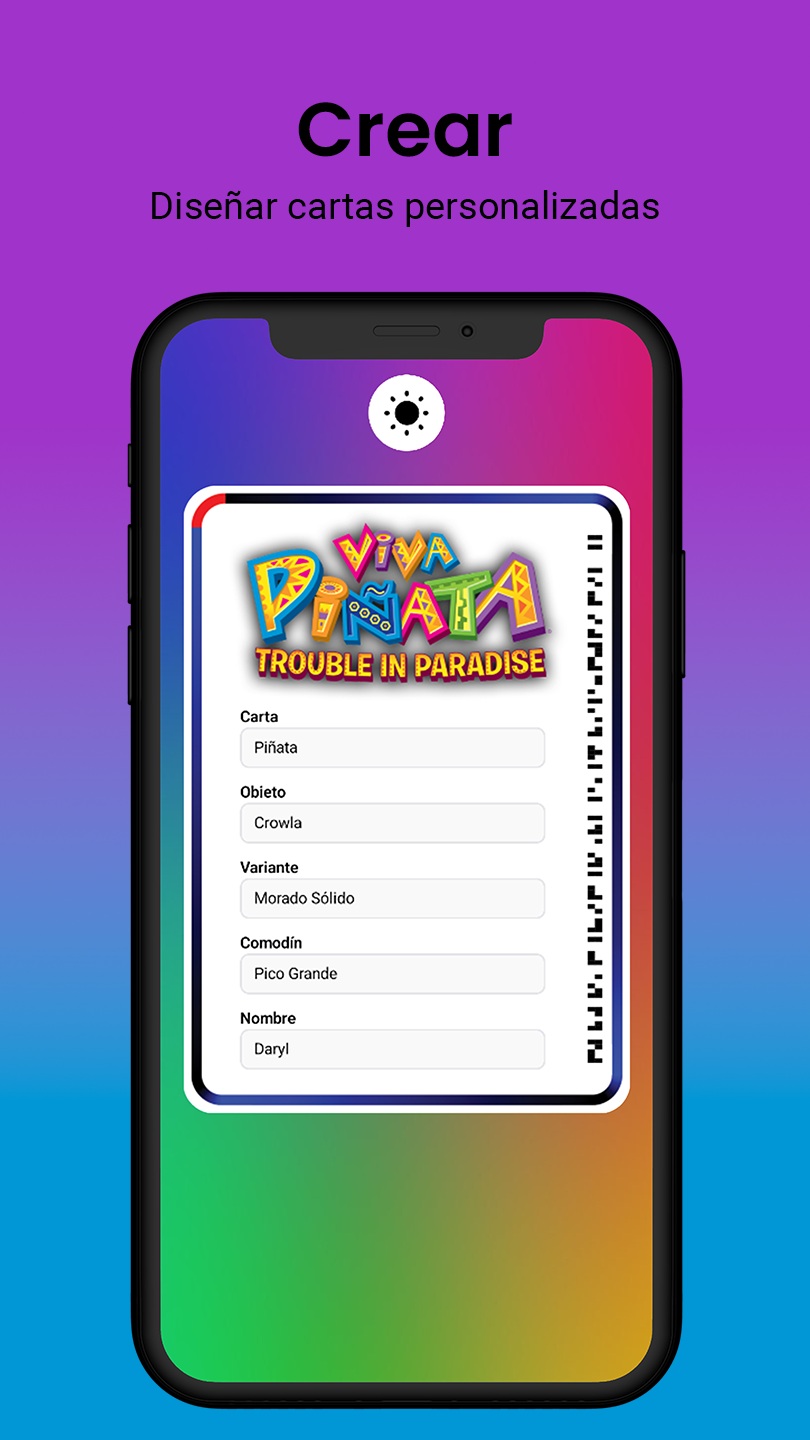 Crear
Diseñar cartas personalizadas
VIVA
PIÑATA
TROUBLE IN PARADISE
Carta
Piñata
Obieto
Crowla
Variante
Morado Sólido
Comodín
Pico Grande
Nombre
Daryl